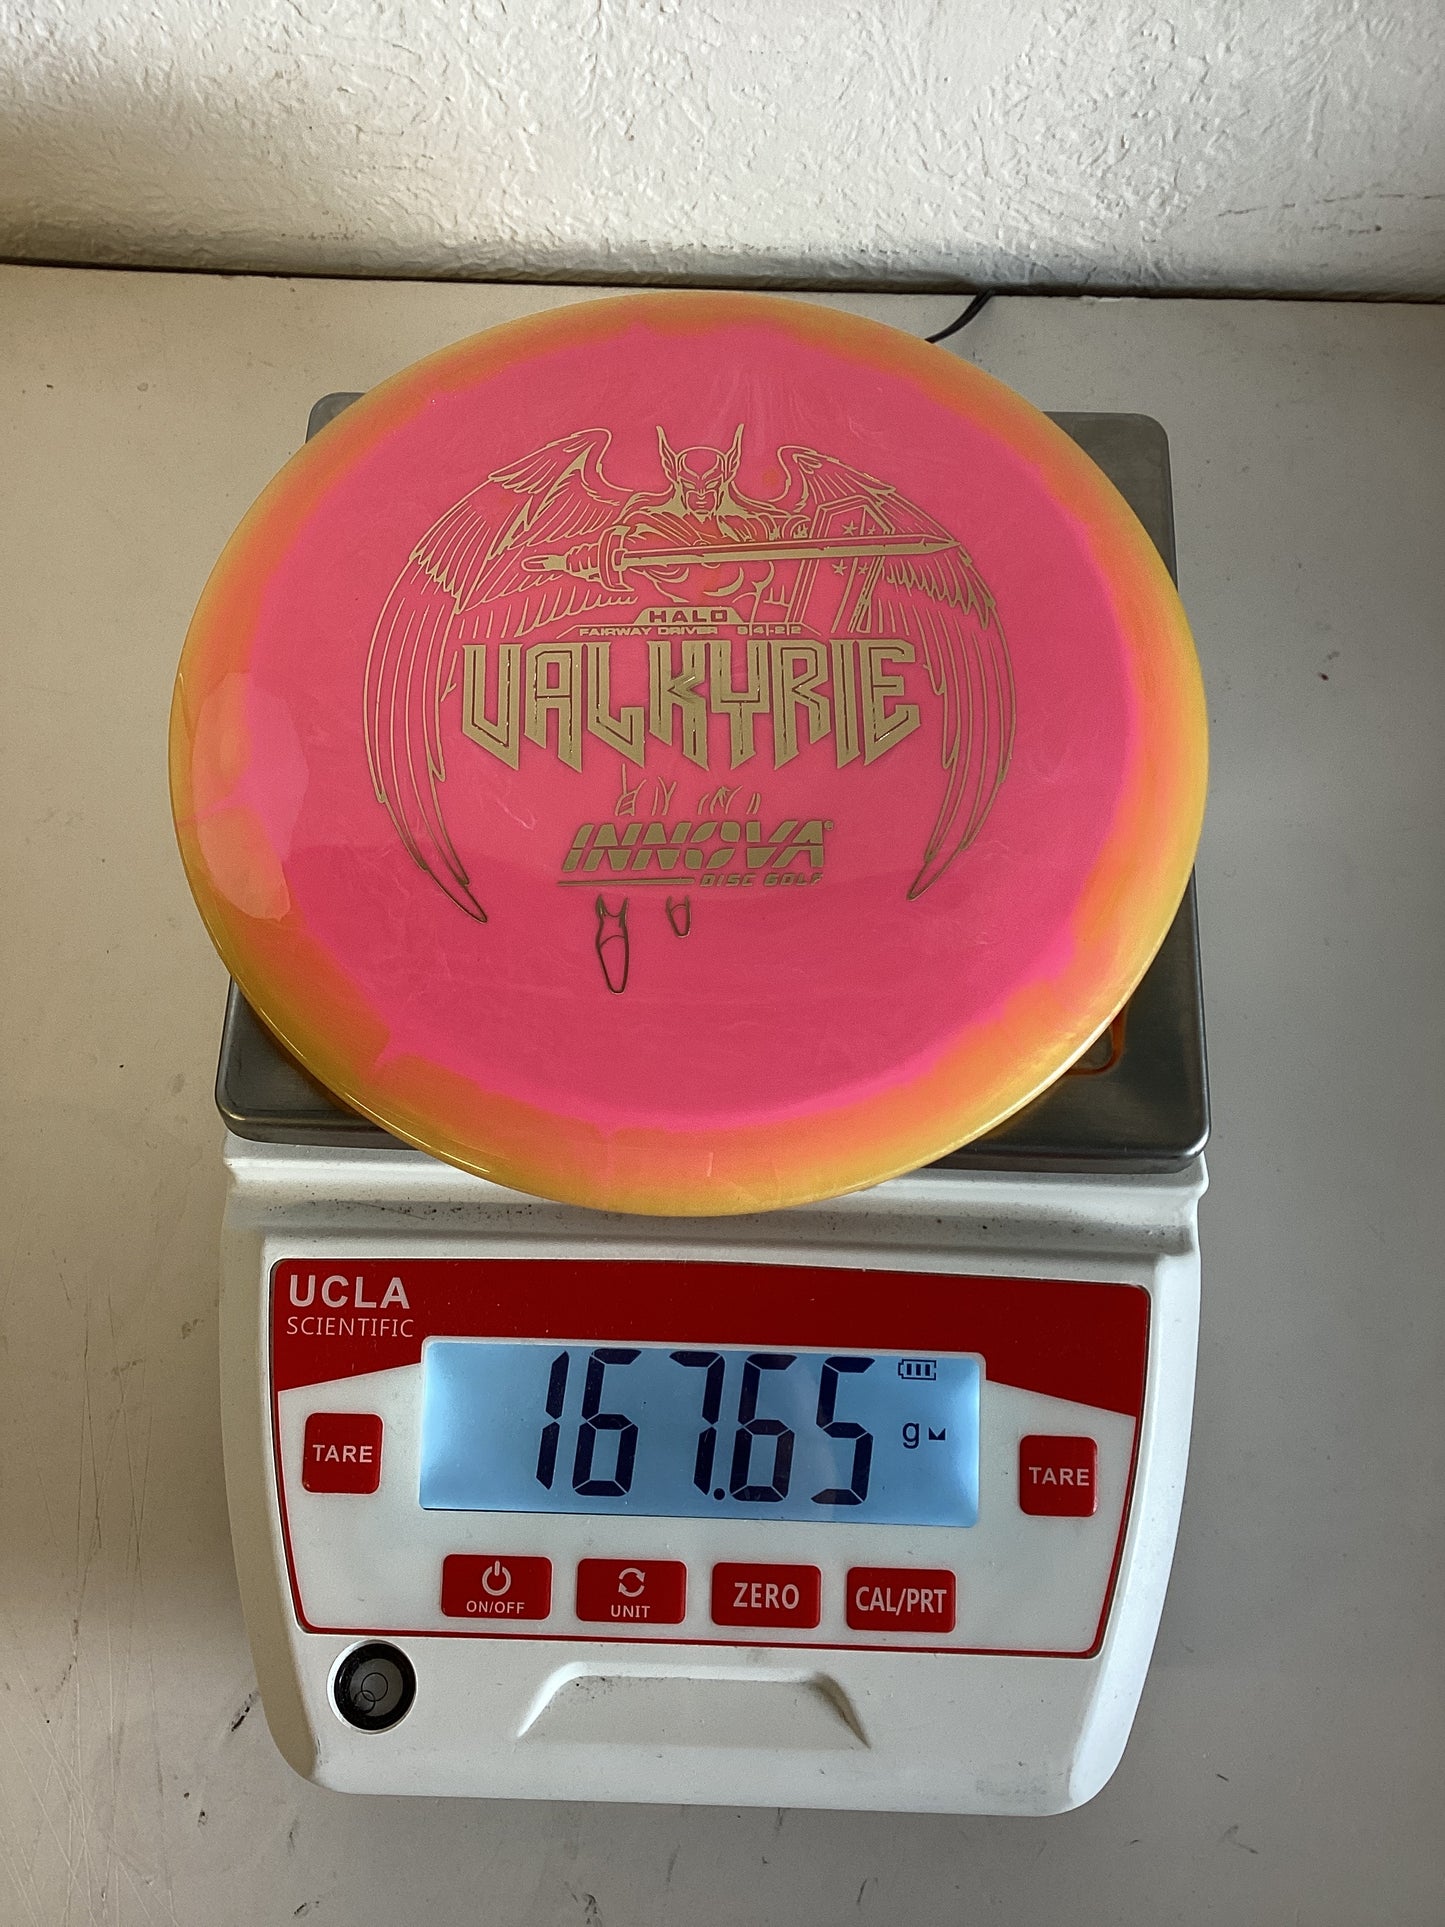 HALO
FAIRWAY DRIVER 9|4|-2|2
VALKYRIE
INNOVA®
DISC GOLF
UCLA
SCIENTIFIC
167.65 g
TARE
TARE
ON/OFF
UNIT
ZERO
CAL/PRT